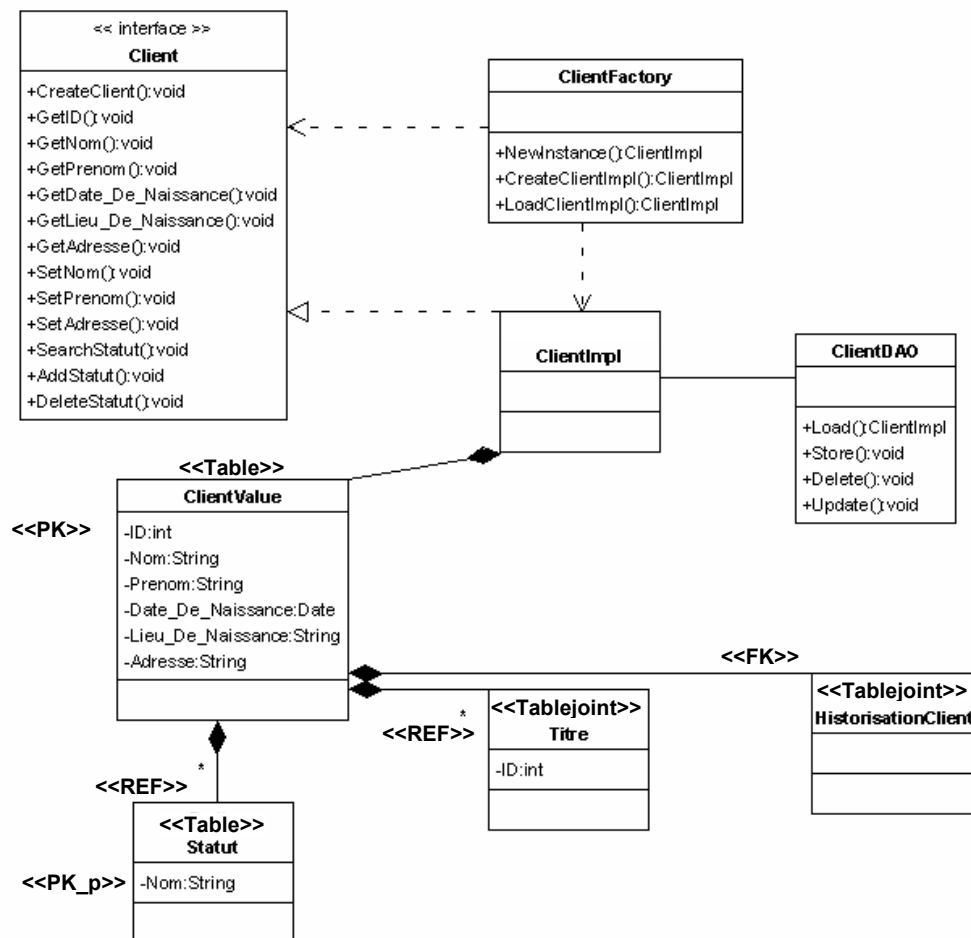 << interface >>
Client
+CreateClient():void
+GetID():void
+GetNom():void
+GetPrenom():void
+GetDate_De_Naissance():void
+GetLieu_De_Naissance():void
+GetAdresse():void
+SetNom():void
+SetPrenom():void
+SetAdresse():void
+SearchStatut():void
+AddStatut():void
+DeleteStatut():void
ClientFactory
+NewInstance():ClientImpl
+CreateClientImpl():ClientImpl
+LoadClientImpl():ClientImpl
ClientImpl
ClientDAO
+Load():ClientImpl
+Store():void
+Delete():void
+Update():void
<<Table>>
ClientValue
<<PK>>
-ID:int
-Nom:String
-Prenom:String
-Date_De_Naissance:Date
-Lieu_De_Naissance:String
-Adresse:String
<<FK>>
<<Tablejoint>>
HistorisationClient
*
<<REF>>
<<Tablejoint>>
Titre
-ID:int
*
<<REF>>
<<Table>>
Statut
<<PK_p>>
-Nom:String